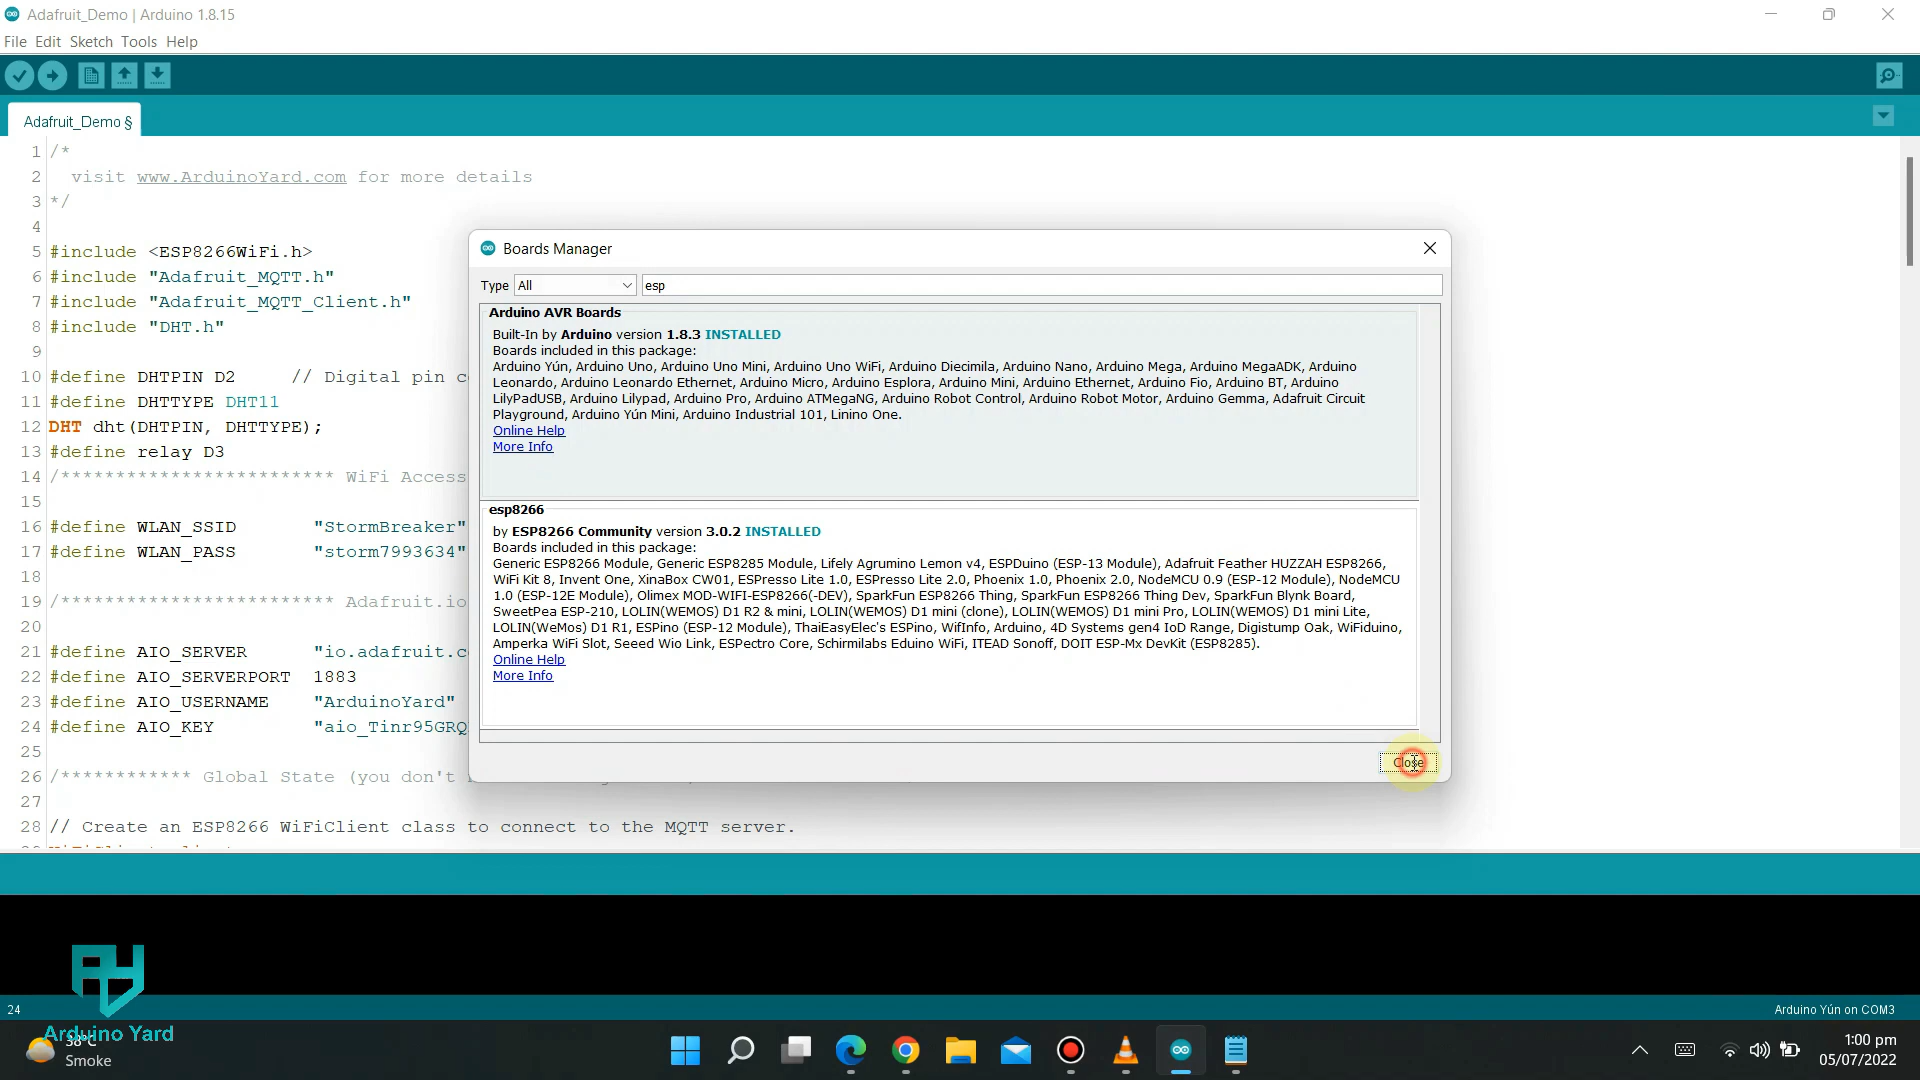 Adafruit_Demo | Arduino 1.8.15
File Edit Sketch Tools Help
Adafruit_Demo §
1 /*
2 visit www.ArduinoYard.com for more details
3 */
4
5 #include <ESP8266WiFi.h>
6 #include "Adafruit_MQTT.h"
7 #include "Adafruit_MQTT_Client.h"
8 #include "DHT.h"
9
10 #define DHTPIN D2 // Digital pin c
11 #define DHTTYPE DHT11
12 DHT dht(DHTPIN, DHTTYPE);
13 #define relay D3
14 /************************* WiFi Access
15
16 #define WLAN_SSID "StormBreaker"
17 #define WLAN_PASS "storm7993634"
18
19 /************************* Adafruit.io
20
21 #define AIO_SERVER "io.adafruit.c
22 #define AIO_SERVERPORT 1883
23 #define AIO_USERNAME "ArduinoYard"
24 #define AIO_KEY "aio_Tinr95GRQ
25
26 /************ Global State (you don't
27
28 // Create an ESP8266 WiFiClient class to connect to the MQTT server.
Boards Manager
Type All esp
Arduino AVR Boards
Built-In by Arduino version 1.8.3 INSTALLED
Boards included in this package:
Arduino Yún, Arduino Uno, Arduino Uno Mini, Arduino Uno WiFi, Arduino Diecimila, Arduino Nano, Arduino Mega, Arduino MegaADK, Arduino
Leonardo, Arduino Leonardo Ethernet, Arduino Micro, Arduino Esplora, Arduino Mini, Arduino Ethernet, Arduino Fio, Arduino BT, Arduino
LilyPadUSB, Arduino Lilypad, Arduino Pro, Arduino ATMegaNG, Arduino Robot Control, Arduino Robot Motor, Arduino Gemma, Adafruit Circuit
Playground, Arduino Yún Mini, Arduino Industrial 101, Linino One.
Online Help
More Info
esp8266
by ESP8266 Community version 3.0.2 INSTALLED
Boards included in this package:
Generic ESP8266 Module, Generic ESP8285 Module, Lifely Agrumino Lemon v4, ESPDuino (ESP-13 Module), Adafruit Feather HUZZAH ESP8266,
WiFi Kit 8, Invent One, XinaBox CW01, ESPresso Lite 1.0, ESPresso Lite 2.0, Phoenix 1.0, Phoenix 2.0, NodeMCU 0.9 (ESP-12 Module), NodeMCU
1.0 (ESP-12E Module), Olimex MOD-WIFI-ESP8266(-DEV), SparkFun ESP8266 Thing, SparkFun ESP8266 Thing Dev, SparkFun Blynk Board,
SweetPea ESP-210, LOLIN(WEMOS) D1 R2 & mini, LOLIN(WEMOS) D1 mini (clone), LOLIN(WEMOS) D1 mini Pro, LOLIN(WEMOS) D1 mini Lite,
LOLIN(WeMos) D1 R1, ESPino (ESP-12 Module), ThaiEasyElec's ESPino, WifInfo, Arduino, 4D Systems gen4 IoD Range, Digistump Oak, WiFiduino,
Amperka WiFi Slot, Seeed Wio Link, ESPectro Core, Schirmilabs Eduino WiFi, ITEAD Sonoff, DOIT ESP-Mx DevKit (ESP8285).
Online Help
More Info
Close
24
Arduino Yún on COM3
Arduino Yard
38°C
Smoke
1:00 pm
05/07/2022